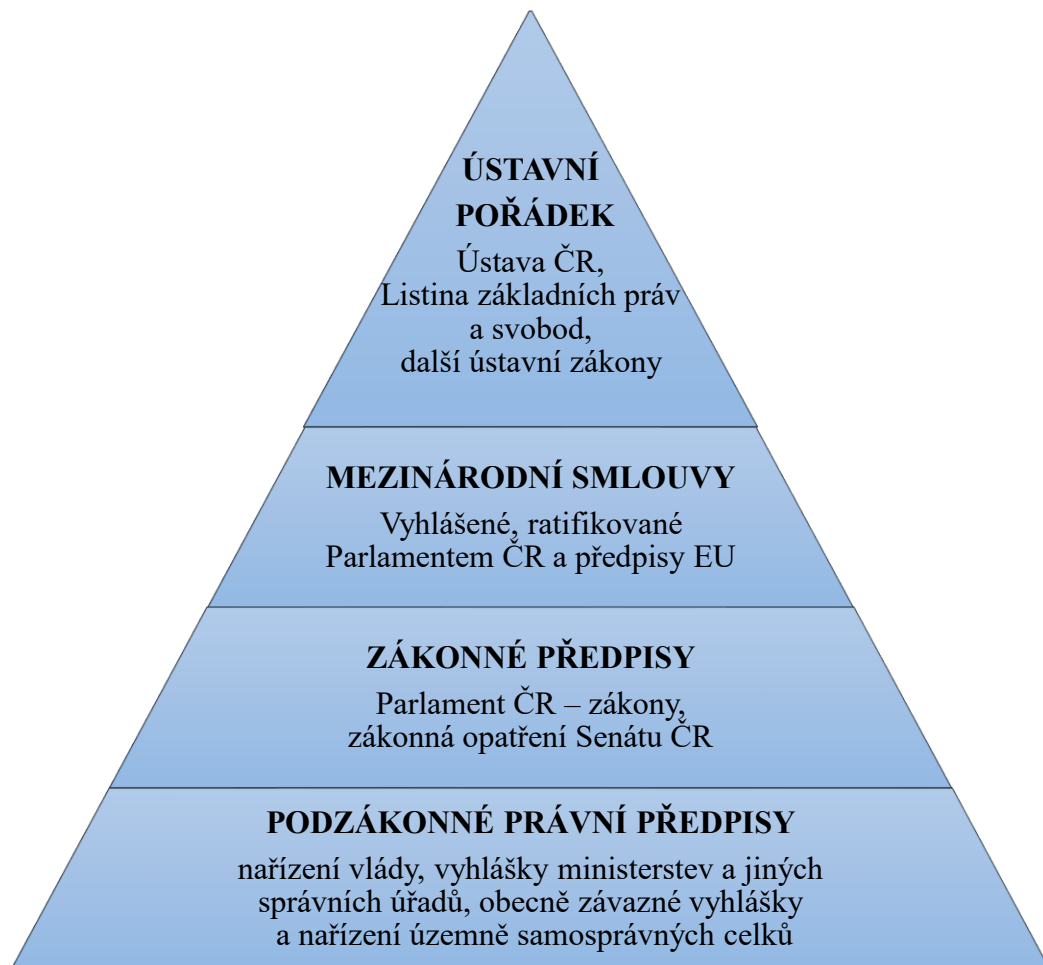 ÚSTAVNÍ
POŘÁDEK
Ústava ČR,
Listina základních práv
a svobod,
další ústavní zákony
MEZINÁRODNÍ SMLOUVY
Vyhlášené, ratifikované
Parlamentem ČR a předpisy EU
ZÁKONNÉ PŘEDPISY
Parlament ČR – zákony,
zákonná opatření Senátu ČR
PODZÁKONNÉ PRÁVNÍ PŘEDPISY
nařízení vlády, vyhlášky ministerstev a jiných
správních úřadů, obecně závazné vyhlášky
a nařízení územně samosprávných celků